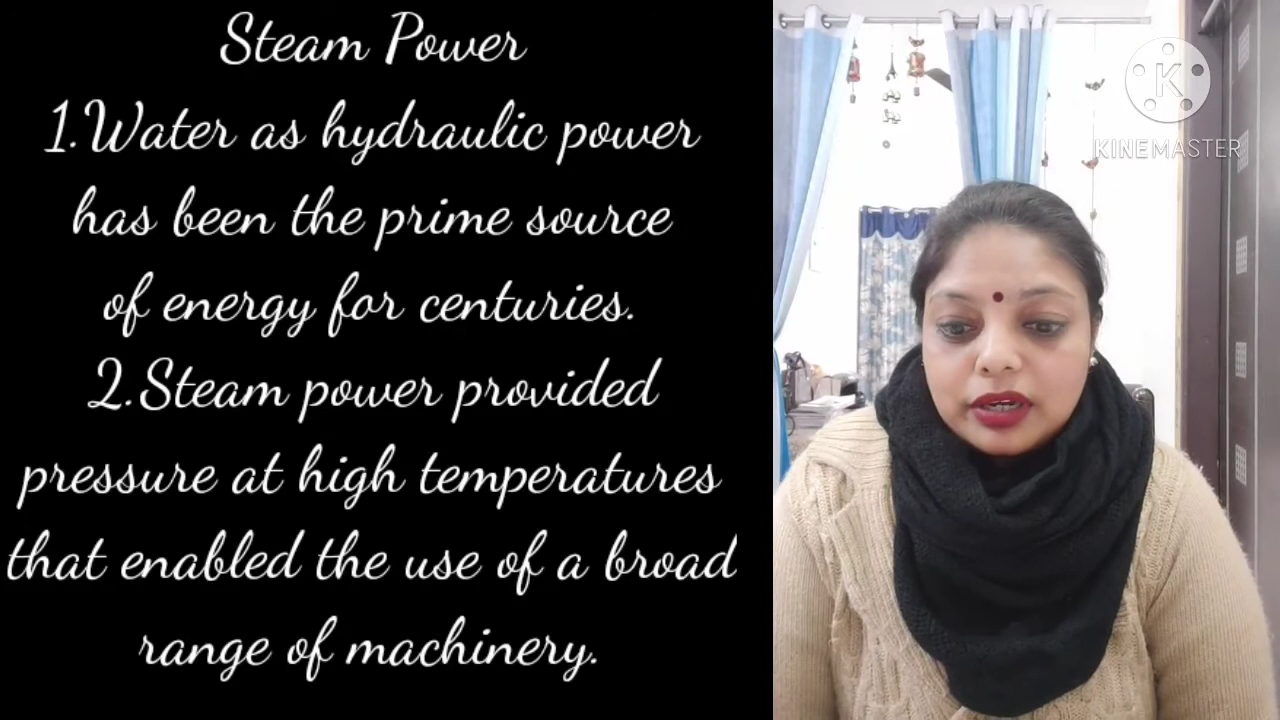 Steam Power
1.Water as hydraulic power
has been the prime source
of energy for centuries.
2.Steam power provided
pressure at high temperatures
that enabled the use of a broad
range of machinery.
K
KINEMASTER